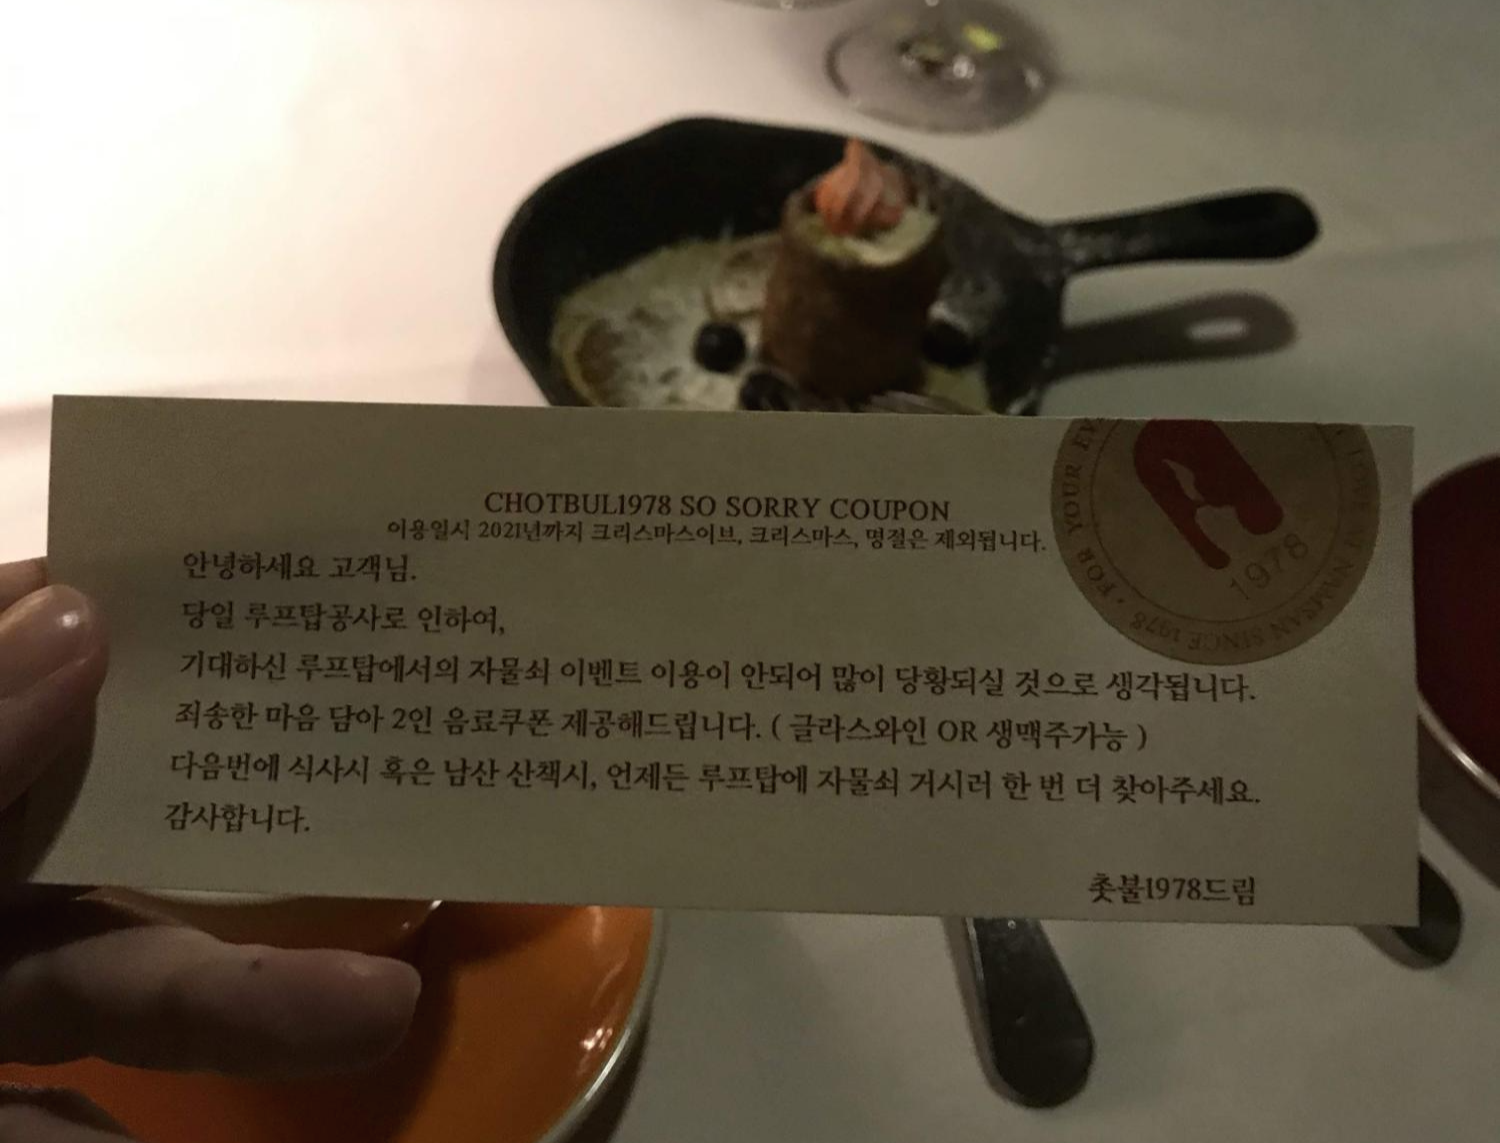 CHOTBUL1978 SO SORRY COUPON
이용일시 2021년까지 크리스마스이브, 크리스마스, 명절은 제외됩니다.
안녕하세요 고객님.
당일 루프탑공사로 인하여,
기대하신 루프탑에서의 자물쇠 이벤트 이용이 안되어 많이 당황되실 것으로 생각됩니다.
죄송한 마음 담아 2인 음료쿠폰 제공해드립니다. ( 글라스와인 OR 생맥주가능 )
다음번에 식사시 혹은 남산 산책시, 언제든 루프탑에 자물쇠 거시러 한 번 더 찾아주세요.
감사합니다.
촛불1978드림
1978
NAMSAN SINCE 1978 · FOR YOUR